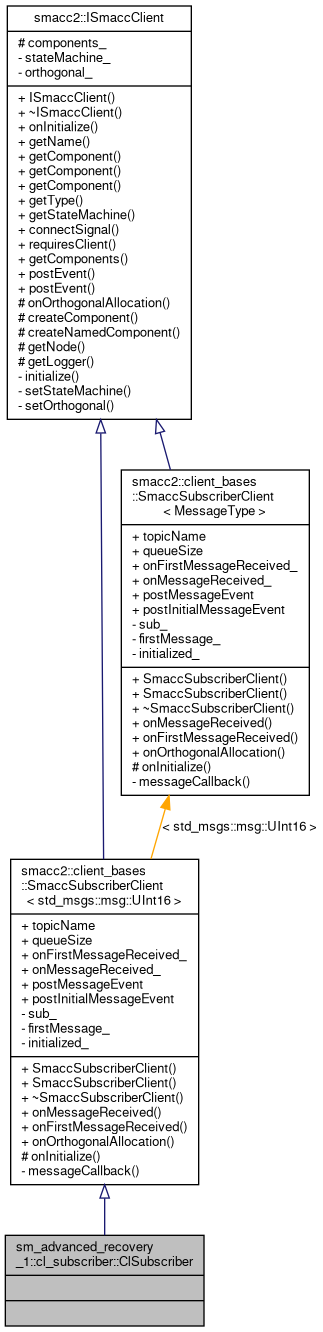 smacc2::ISmaccClient
# components_
- stateMachine_
- orthogonal_
+ ISmaccClient()
+ ~ISmaccClient()
+ onInitialize()
+ getName()
+ getComponent()
+ getComponent()
+ getComponent()
+ getType()
+ getStateMachine()
+ connectSignal()
+ requiresClient()
+ getComponents()
+ postEvent()
+ postEvent()
# onOrthogonalAllocation()
# createComponent()
# createNamedComponent()
# getNode()
# getLogger()
- initialize()
- setStateMachine()
- setOrthogonal()
smacc2::client_bases
::SmaccSubscriberClient
< MessageType >
+ topicName
+ queueSize
+ onFirstMessageReceived_
+ onMessageReceived_
+ postMessageEvent
+ postInitialMessageEvent
- sub_
- firstMessage_
- initialized_
+ SmaccSubscriberClient()
+ SmaccSubscriberClient()
+ ~SmaccSubscriberClient()
+ onMessageReceived()
+ onFirstMessageReceived()
+ onOrthogonalAllocation()
# onInitialize()
- messageCallback()
< std_msgs::msg::UInt16 >
smacc2::client_bases
::SmaccSubscriberClient
< std_msgs::msg::UInt16 >
+ topicName
+ queueSize
+ onFirstMessageReceived_
+ onMessageReceived_
+ postMessageEvent
+ postInitialMessageEvent
- sub_
- firstMessage_
- initialized_
+ SmaccSubscriberClient()
+ SmaccSubscriberClient()
+ ~SmaccSubscriberClient()
+ onMessageReceived()
+ onFirstMessageReceived()
+ onOrthogonalAllocation()
# onInitialize()
- messageCallback()
sm_advanced_recovery
_1::cl_subscriber::ClSubscriber